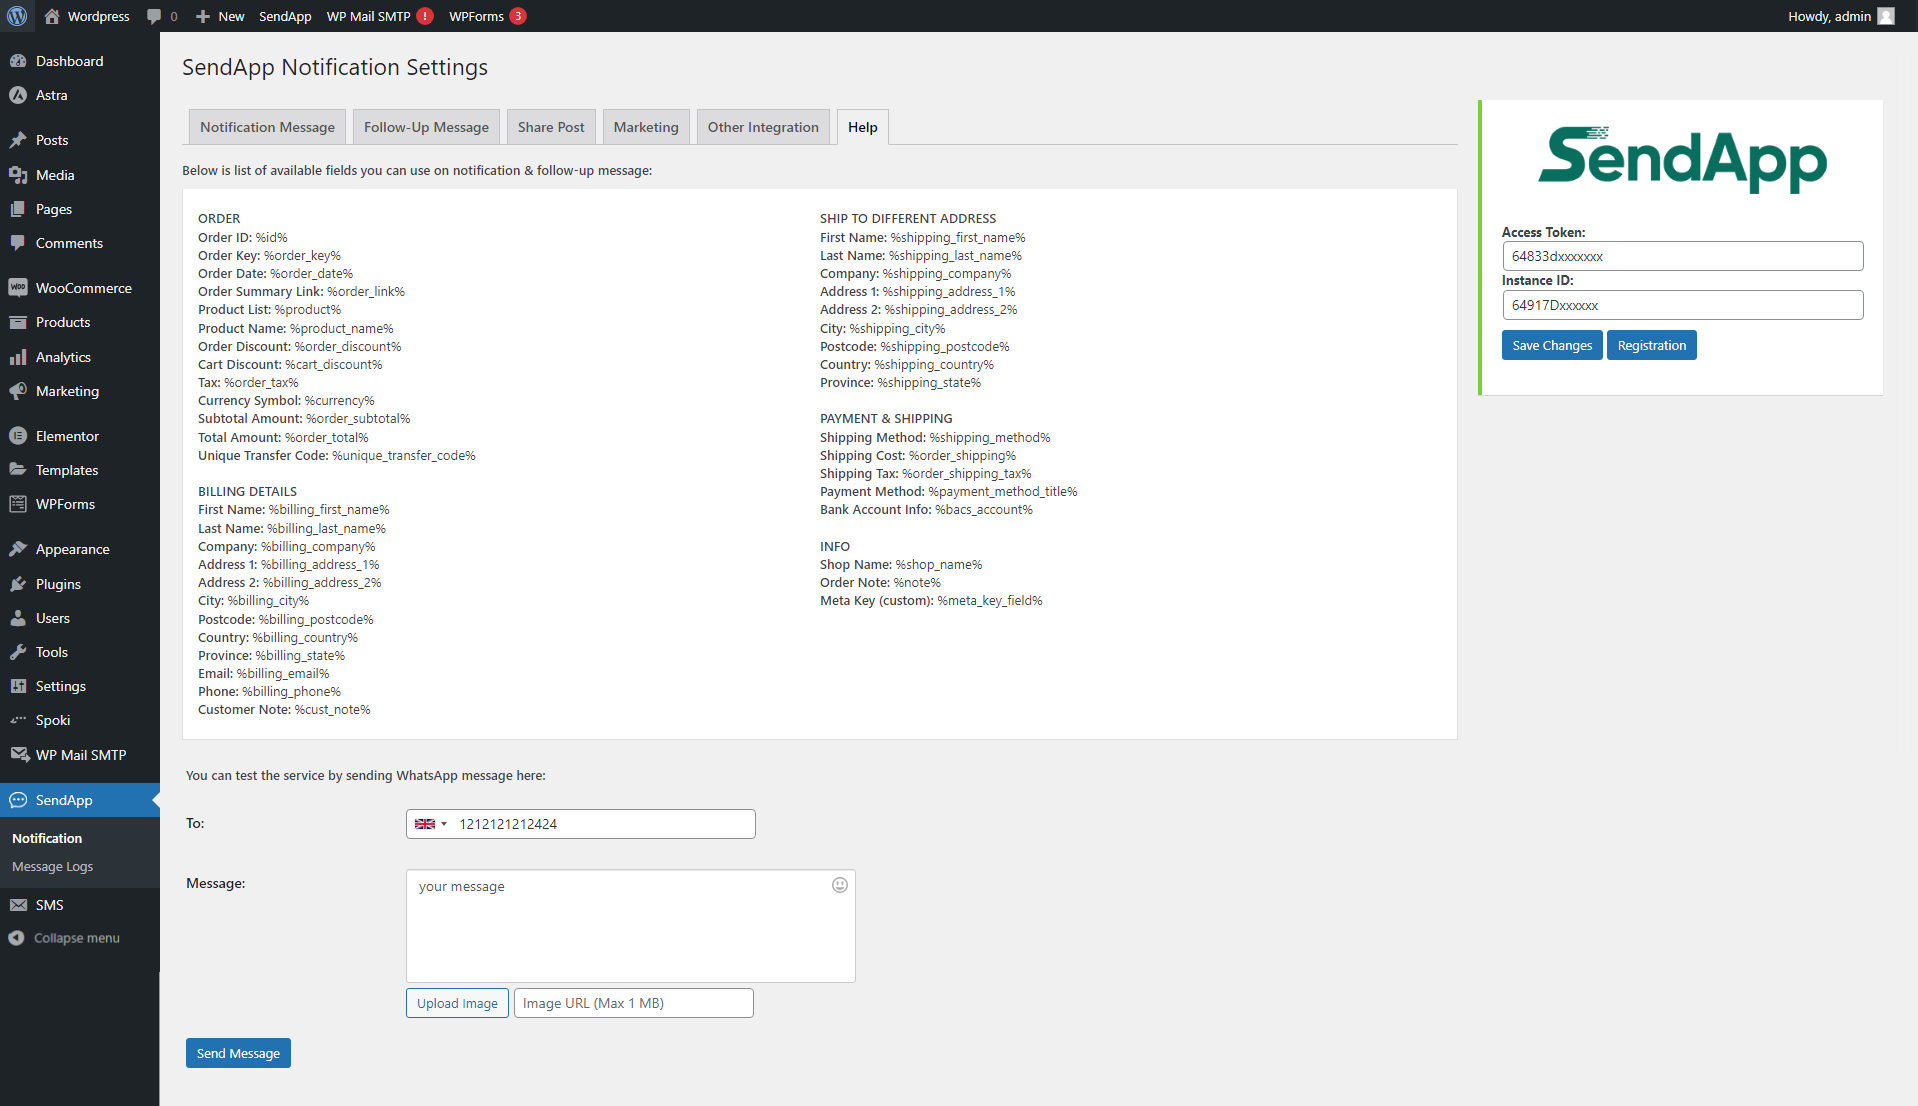 Wordpress 0 New SendApp WP Mail SMTP ! WPForms 3 Howdy, admin
Dashboard
Astra
Posts
Media
Pages
Comments
WooCommerce
Products
Analytics
Marketing
Elementor
Templates
WPForms
Appearance
Plugins
Users
Tools
Settings
Spoki
WP Mail SMTP
SendApp
Notification
Message Logs
SMS
Collapse menu
SendApp Notification Settings
Notification Message Follow-Up Message Share Post Marketing Other Integration Help
Below is list of available fields you can use on notification & follow-up message:
ORDER
Order ID: %id%
Order Key: %order_key%
Order Date: %order_date%
Order Summary Link: %order_link%
Product List: %product%
Product Name: %product_name%
Order Discount: %order_discount%
Cart Discount: %cart_discount%
Tax: %order_tax%
Currency Symbol: %currency%
Subtotal Amount: %order_subtotal%
Total Amount: %order_total%
Unique Transfer Code: %unique_transfer_code%
BILLING DETAILS
First Name: %billing_first_name%
Last Name: %billing_last_name%
Company: %billing_company%
Address 1: %billing_address_1%
Address 2: %billing_address_2%
City: %billing_city%
Postcode: %billing_postcode%
Country: %billing_country%
Province: %billing_state%
Email: %billing_email%
Phone: %billing_phone%
Customer Note: %cust_note%
SHIP TO DIFFERENT ADDRESS
First Name: %shipping_first_name%
Last Name: %shipping_last_name%
Company: %shipping_company%
Address 1: %shipping_address_1%
Address 2: %shipping_address_2%
City: %shipping_city%
Postcode: %shipping_postcode%
Country: %shipping_country%
Province: %shipping_state%
PAYMENT & SHIPPING
Shipping Method: %shipping_method%
Shipping Cost: %order_shipping%
Shipping Tax: %order_shipping_tax%
Payment Method: %payment_method_title%
Bank Account Info: %bacs_account%
INFO
Shop Name: %shop_name%
Order Note: %note%
Meta Key (custom): %meta_key_field%
You can test the service by sending WhatsApp message here:
To: 1212121212424
Message: your message
Upload Image Image URL (Max 1 MB)
Send Message
SendApp
Access Token:
64833dxxxxxxx
Instance ID:
64917Dxxxxxx
Save Changes Registration